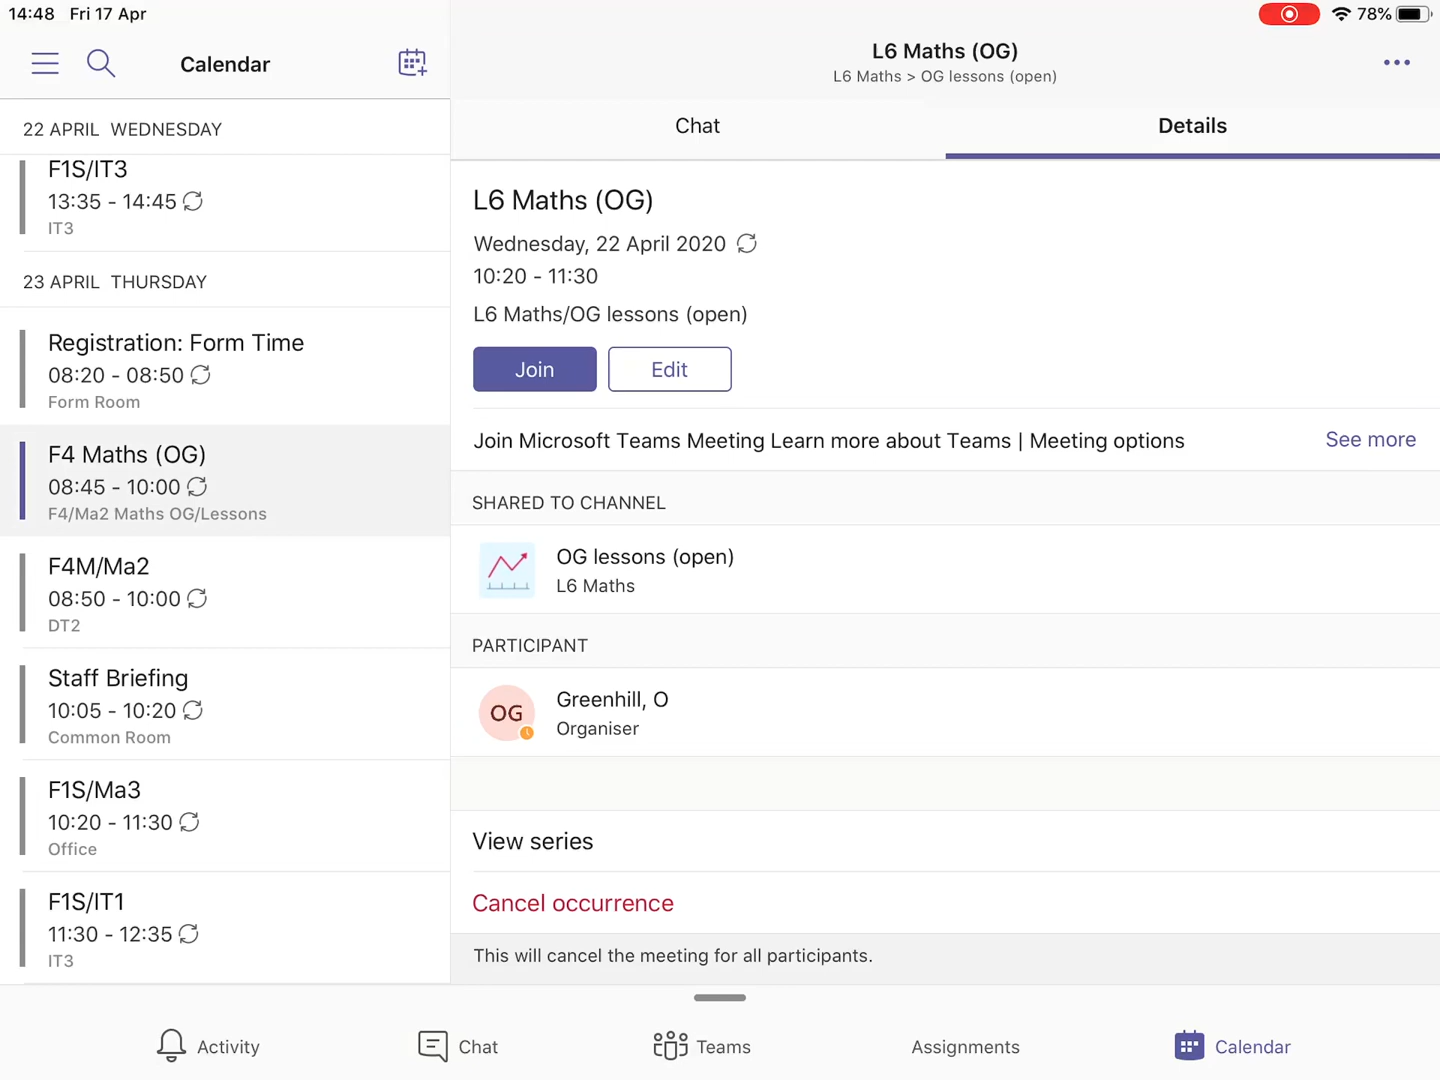 14:48 Fri 17 Apr
78%
Calendar
22 APRIL WEDNESDAY
F1S/IT3
13:35 - 14:45
IT3
23 APRIL THURSDAY
Registration: Form Time
08:20 - 08:50
Form Room
F4 Maths (OG)
08:45 - 10:00
F4/Ma2 Maths OG/Lessons
F4M/Ma2
08:50 - 10:00
DT2
Staff Briefing
10:05 - 10:20
Common Room
F1S/Ma3
10:20 - 11:30
Office
F1S/IT1
11:30 - 12:35
IT3
L6 Maths (OG)
L6 Maths > OG lessons (open)
Chat
Details
L6 Maths (OG)
Wednesday, 22 April 2020
10:20 - 11:30
L6 Maths/OG lessons (open)
Join
Edit
Join Microsoft Teams Meeting Learn more about Teams | Meeting options
See more
SHARED TO CHANNEL
OG lessons (open)
L6 Maths
PARTICIPANT
OG
Greenhill, O
Organiser
View series
Cancel occurrence
This will cancel the meeting for all participants.
Activity
Chat
Teams
Assignments
Calendar